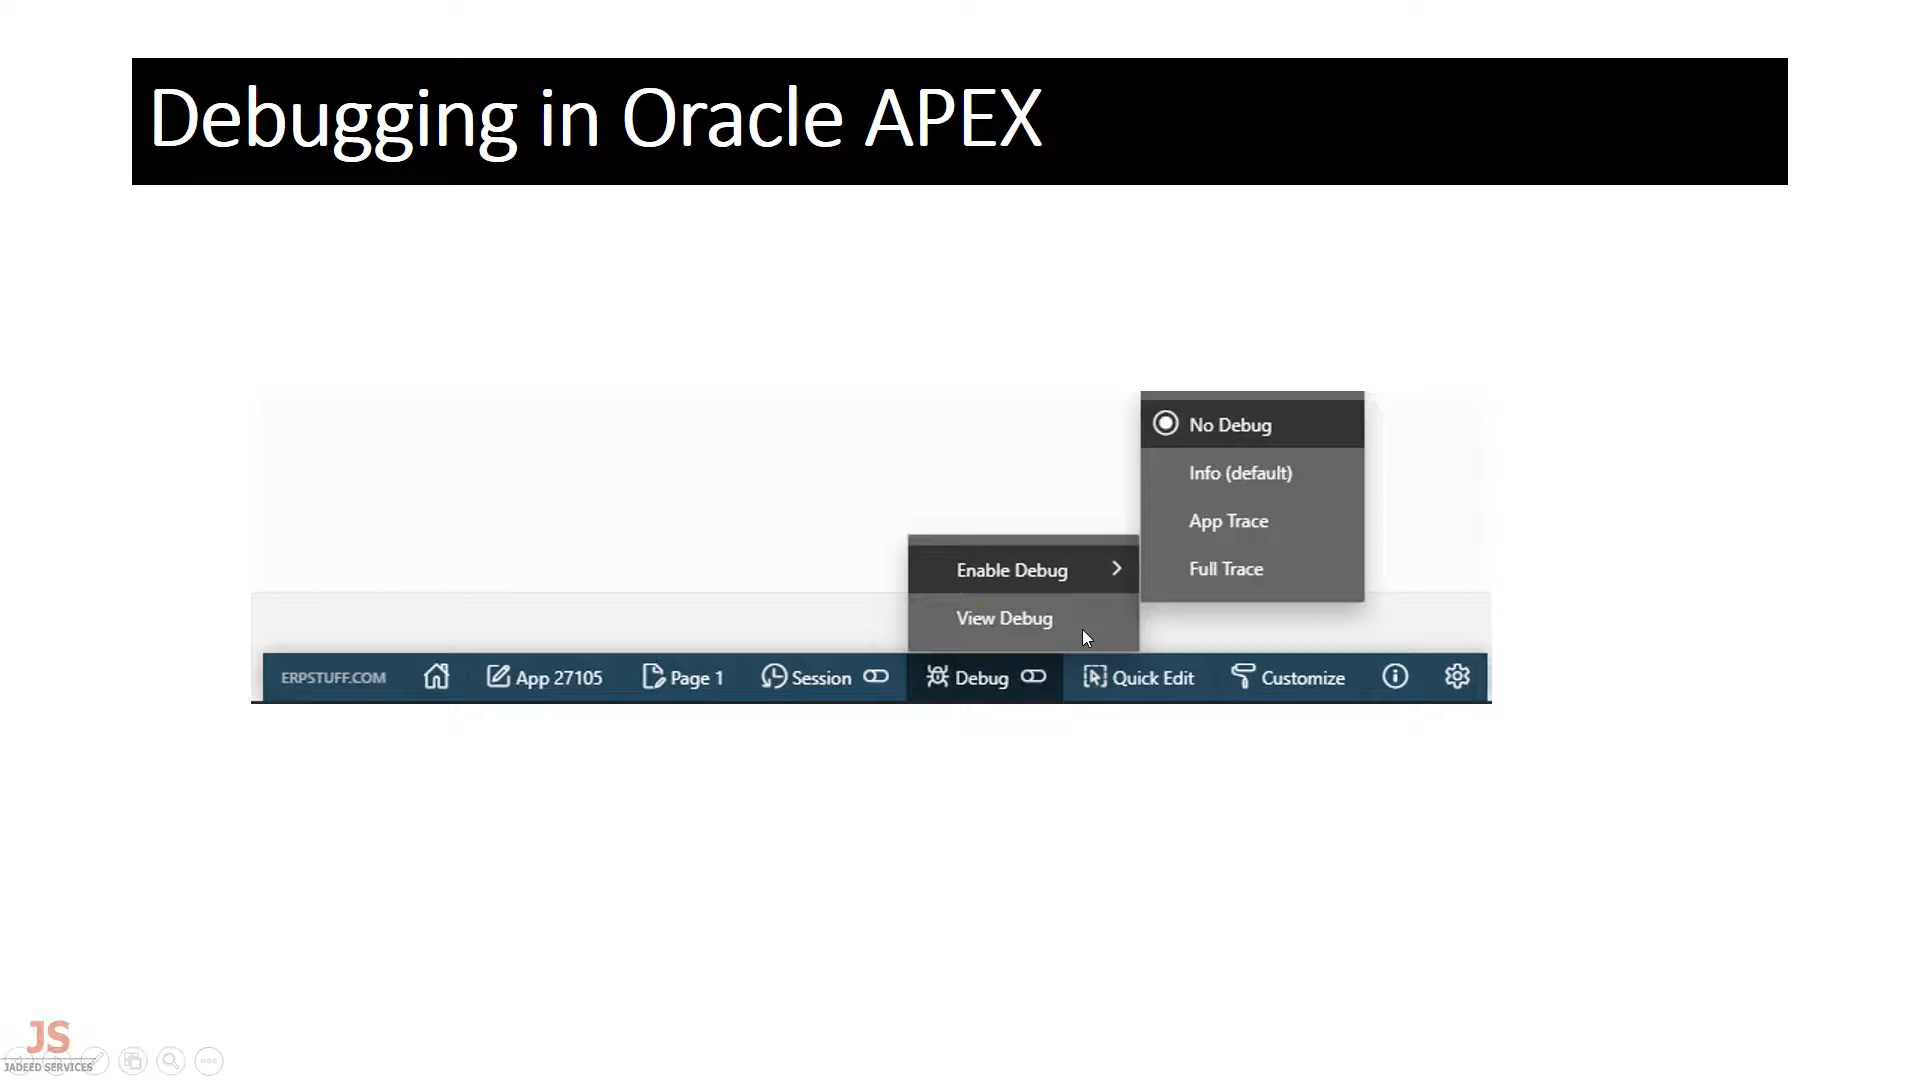 Debugging in Oracle APEX
No Debug
Info (default)
App Trace
Full Trace
Enable Debug
View Debug
ERPSTUFF.COM App 27105 Page 1 Session Debug Quick Edit Customize
JS
JADEED SERVICES